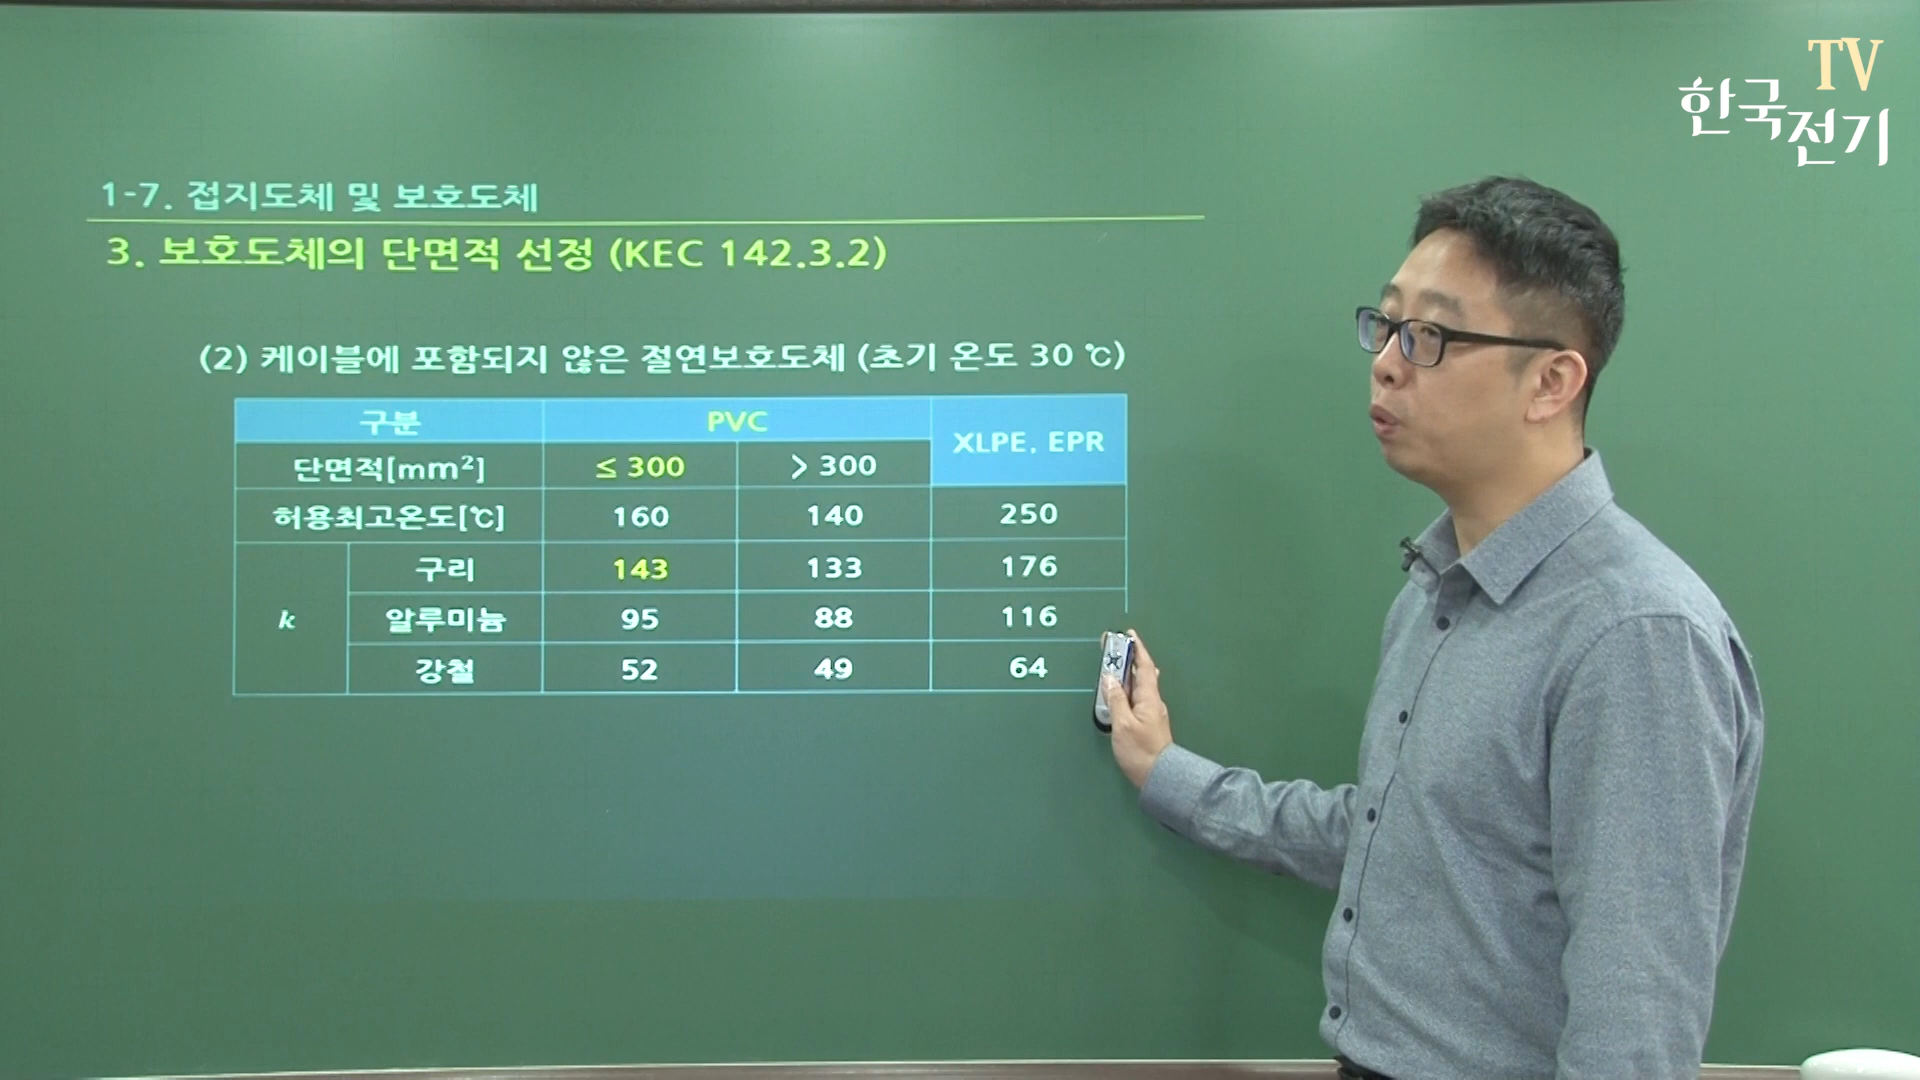 TV
한국전기
1-7. 접지도체 및 보호도체
3. 보호도체의 단면적 선정 (KEC 142.3.2)
(2) 케이블에 포함되지 않은 절연보호도체 (초기 온도 30 ℃)
구분 PVC XLPE, EPR
단면적[mm²] ≤ 300 > 300
허용최고온도[℃] 160 140 250
k 구리 143 133 176
알루미늄 95 88 116
강철 52 49 64